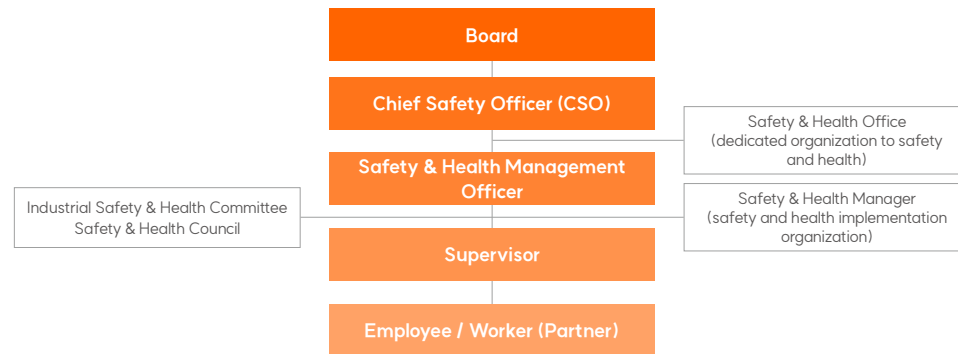 Board
Chief Safety Officer (CSO)
Safety & Health Office
(dedicated organization to safety
and health)
Safety & Health Management
Officer
Industrial Safety & Health Committee
Safety & Health Council
Safety & Health Manager
(safety and health implementation
organization)
Supervisor
Employee / Worker (Partner)